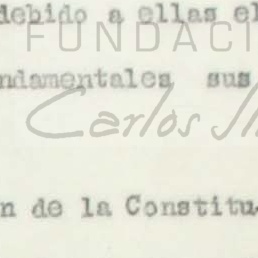 debido a ellas el
FUNDACI
ndamentales sus
Carlos
n de la Constitu-